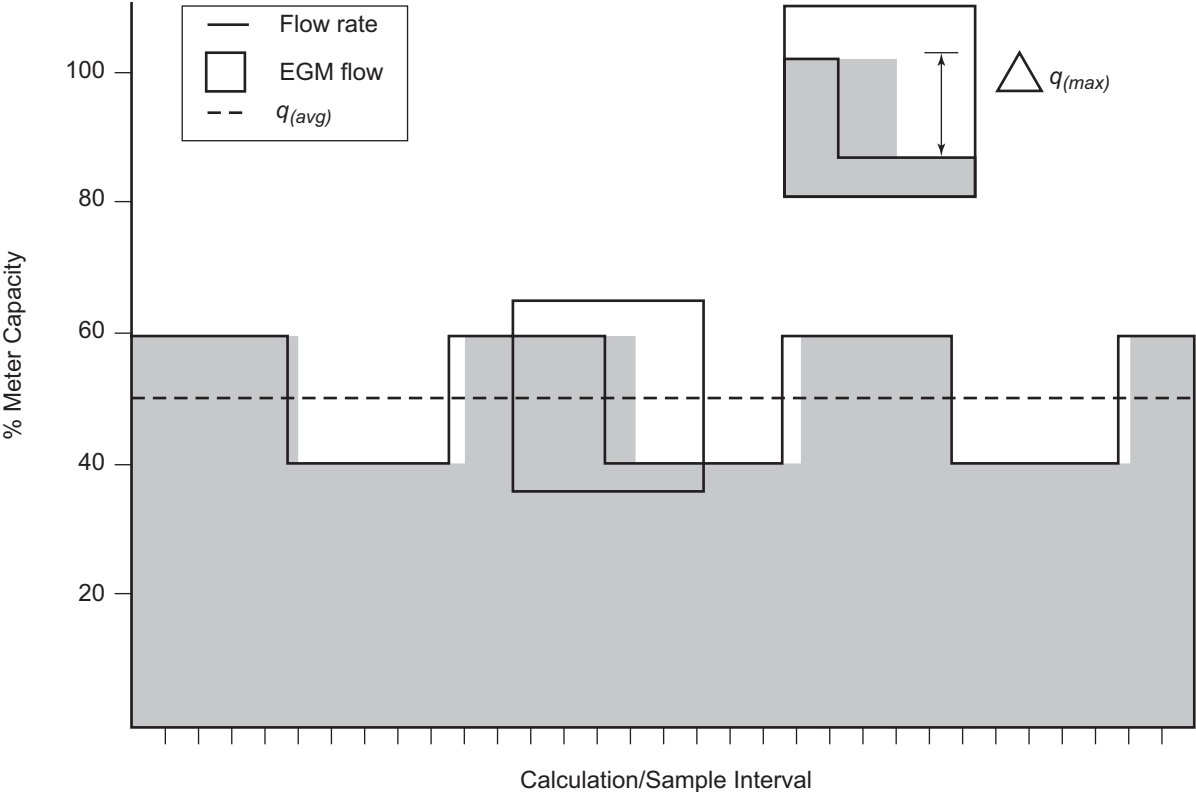 Flow rate
EGM flow
q(avg)
q(max)
% Meter Capacity
100
80
60
40
20
Calculation/Sample Interval